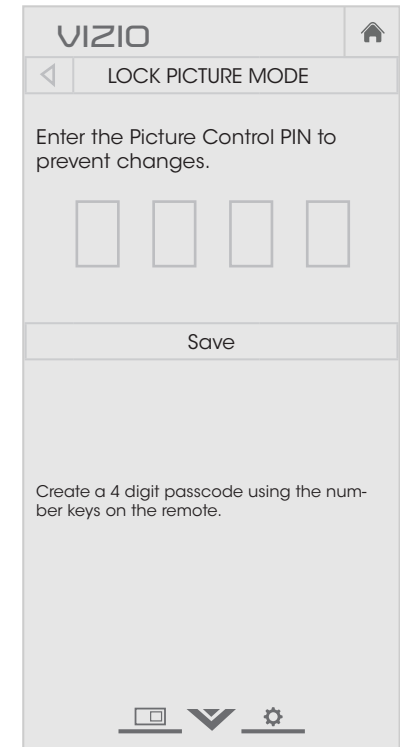 VIZIO
LOCK PICTURE MODE
Enter the Picture Control PIN to
prevent changes.
Save
Create a 4 digit passcode using the num-
ber keys on the remote.